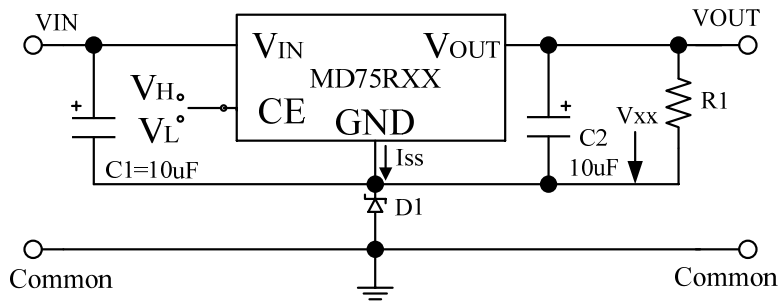 VIN
VOUT
VIN
VOUT
MD75RXX
VH
VL
CE
GND
R1
Vxx
C2
10uF
C1=10uF
Iss
D1
Common
Common